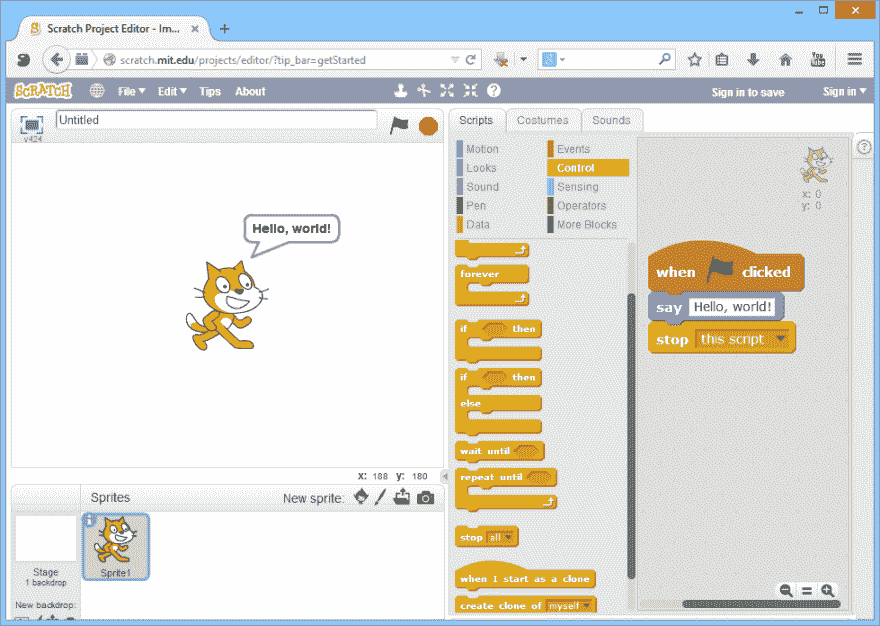 Scratch Project Editor - Im...
scratch.mit.edu/projects/editor/?tip_bar=getStarted
SCRATCH File Edit Tips About Sign in to save Sign in
v424 Untitled
Hello, world!
x: 188 y: 180
Sprites New sprite:
Sprite1
Stage
1 backdrop
New backdrop:
Scripts Costumes Sounds
Motion Events
Looks Control
Sound Sensing
Pen Operators
Data More Blocks
forever
if then
if then
else
wait until
repeat until
stop all
when I start as a clone
create clone of myself
x: 0
y: 0
when clicked
say Hello, world!
stop this script